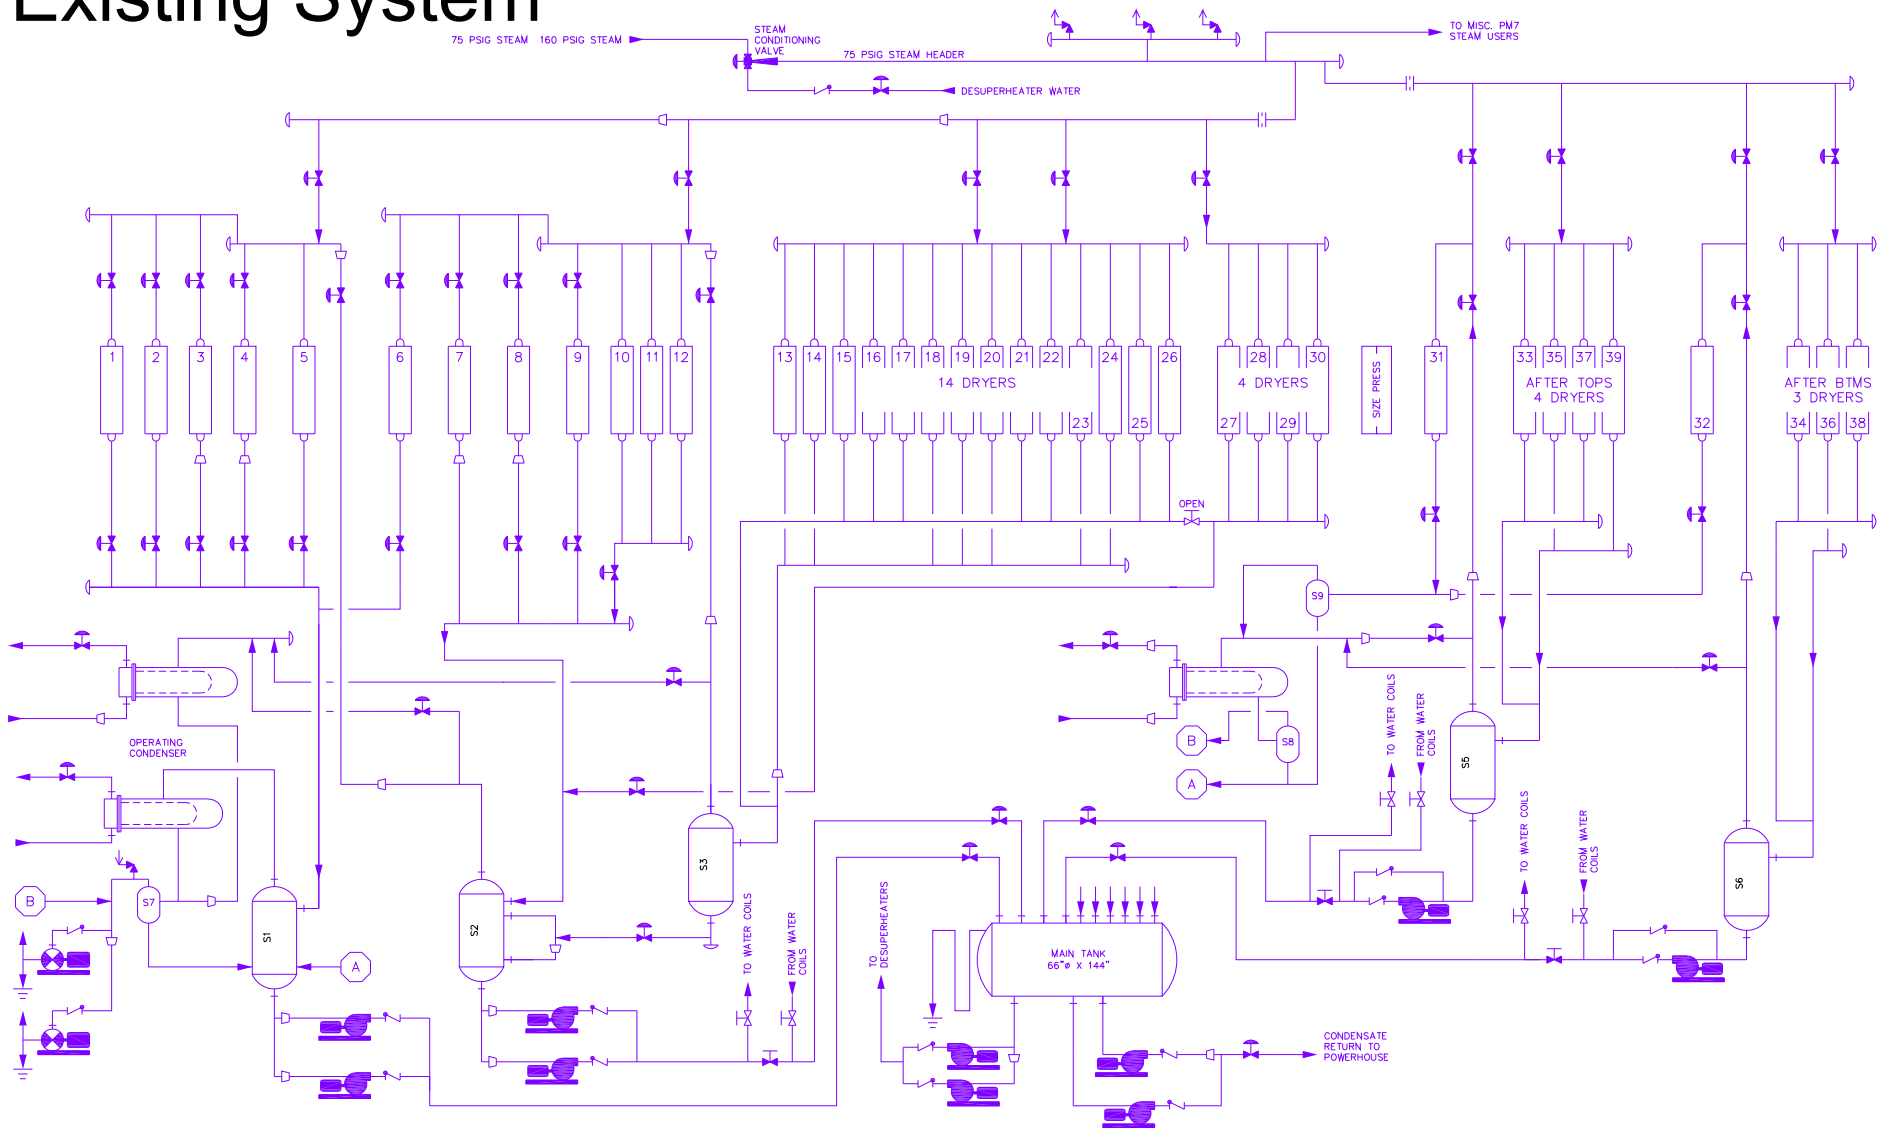 Existing System
75 PSIG STEAM 160 PSIG STEAM
STEAM
CONDITIONING
VALVE
75 PSIG STEAM HEADER
DESUPERHEATER WATER
TO MISC. PM7
STEAM USERS
1 2 3 4 5 6 7 8 9 10 11 12 13 14 15 16 17 18 19 20 21 22 24 26 28 30 31 33 35 37 39
14 DRYERS
4 DRYERS
SIZE PRESS
AFTER TOPS
4 DRYERS
AFTER BTMS
3 DRYERS
23 25 27 29 32 34 36 38
OPEN
S9
OPERATING
CONDENSER
B
S8
A
TO WATER COILS
FROM WATER
COILS
S5
TO WATER COILS
FROM WATER
COILS
S6
B
S7
S1
A
S2
S3
TO WATER COILS
FROM WATER
COILS
TO
DESUPERHEATERS
MAIN TANK
66"ø X 144"
CONDENSATE
RETURN TO
POWERHOUSE